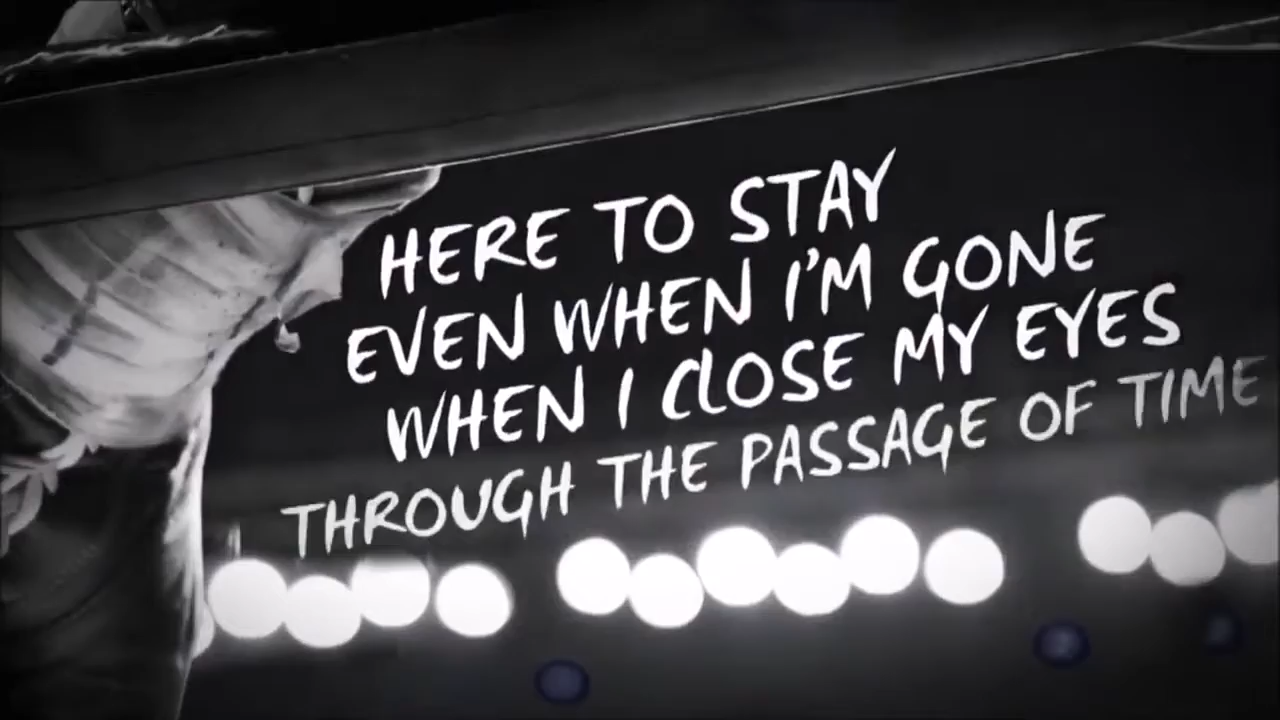 HERE TO STAY
EVEN WHEN I'M GONE
WHEN I CLOSE MY EYES
THROUGH THE PASSAGE OF TIME